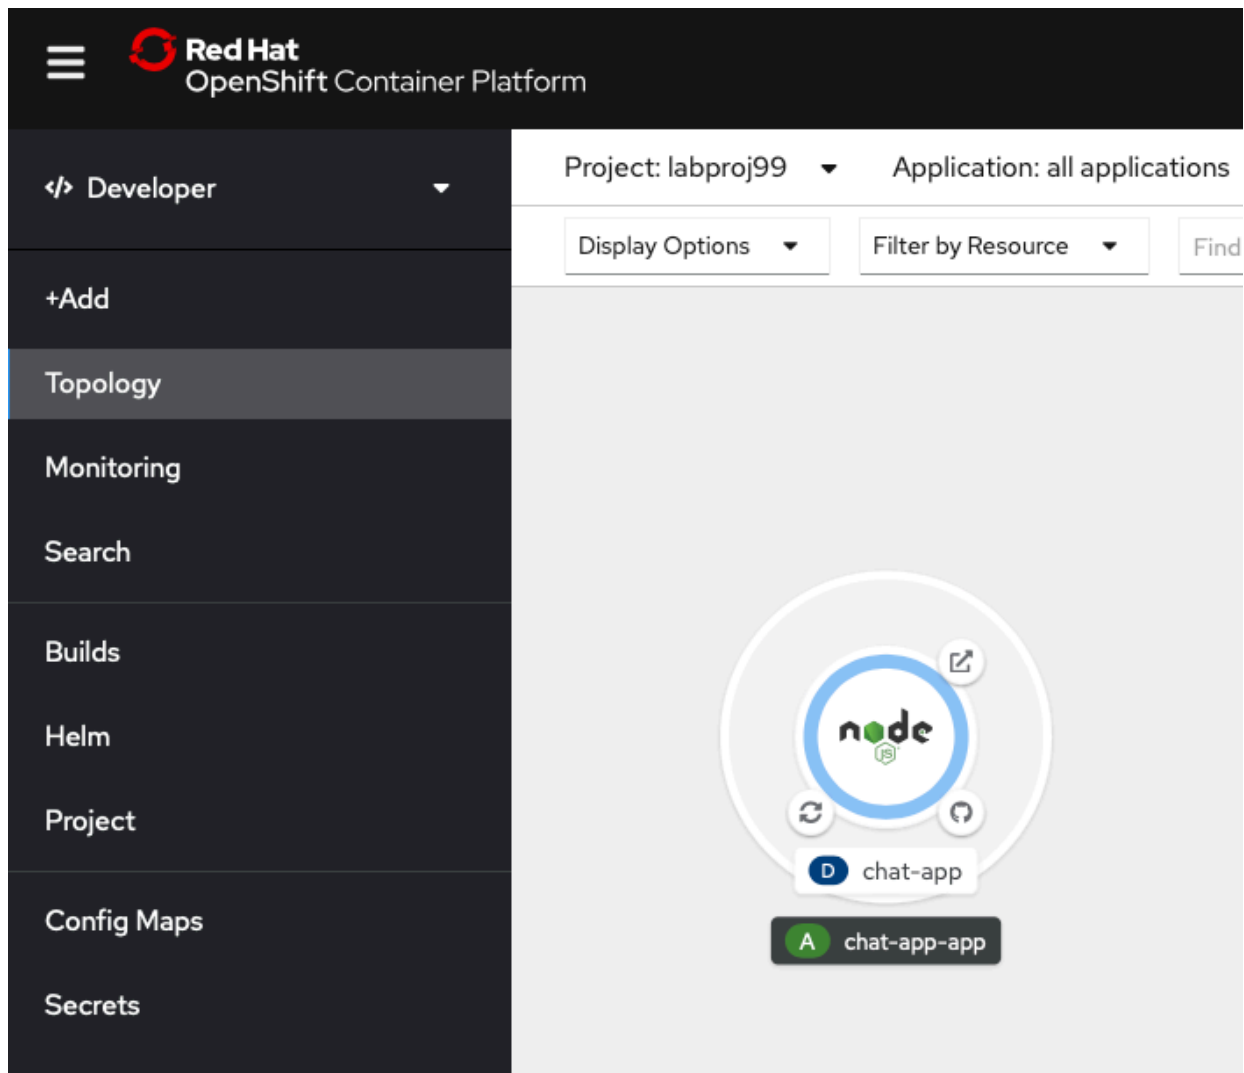 Red Hat
OpenShift Container Platform
</> Developer
Project: labproj99
Application: all applications
Display Options
Filter by Resource
Find
+Add
Topology
Monitoring
Search
Builds
Helm
Project
Config Maps
Secrets
node
JS
D chat-app
A chat-app-app